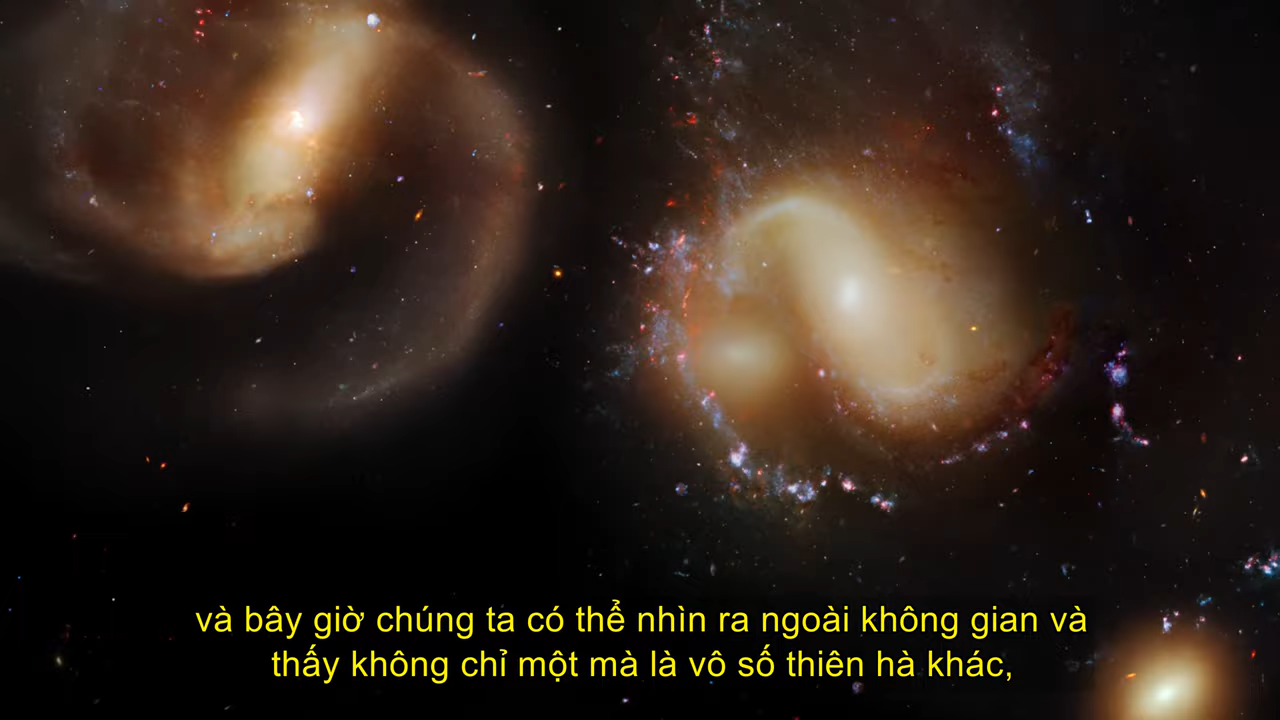 và bây giờ chúng ta có thể nhìn ra ngoài không gian và
thấy không chỉ một mà là vô số thiên hà khác,